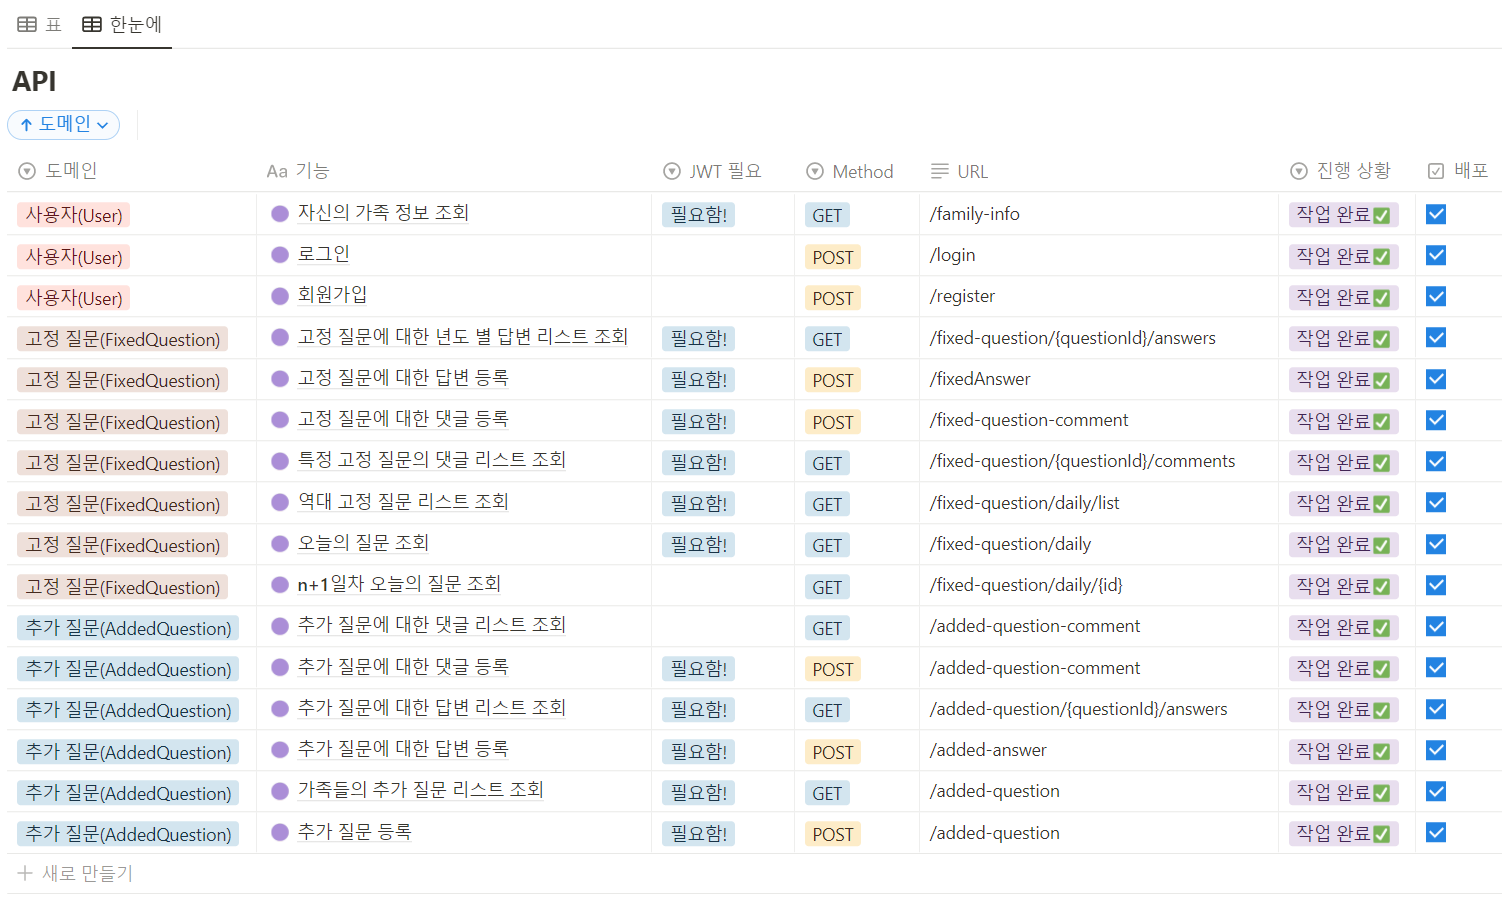 표 한눈에
API
도메인
도메인 Aa 기능 JWT 필요 Method URL 진행 상황 배포
사용자(User) 자신의 가족 정보 조회 필요함! GET /family-info 작업 완료✅
사용자(User) 로그인 POST /login 작업 완료✅
사용자(User) 회원가입 POST /register 작업 완료✅
고정 질문(FixedQuestion) 고정 질문에 대한 년도 별 답변 리스트 조회 필요함! GET /fixed-question/{questionId}/answers 작업 완료✅
고정 질문(FixedQuestion) 고정 질문에 대한 답변 등록 필요함! POST /fixedAnswer 작업 완료✅
고정 질문(FixedQuestion) 고정 질문에 대한 댓글 등록 필요함! POST /fixed-question-comment 작업 완료✅
고정 질문(FixedQuestion) 특정 고정 질문의 댓글 리스트 조회 필요함! GET /fixed-question/{questionId}/comments 작업 완료✅
고정 질문(FixedQuestion) 역대 고정 질문 리스트 조회 필요함! GET /fixed-question/daily/list 작업 완료✅
고정 질문(FixedQuestion) 오늘의 질문 조회 필요함! GET /fixed-question/daily 작업 완료✅
고정 질문(FixedQuestion) n+1일차 오늘의 질문 조회 GET /fixed-question/daily/{id} 작업 완료✅
추가 질문(AddedQuestion) 추가 질문에 대한 댓글 리스트 조회 GET /added-question-comment 작업 완료✅
추가 질문(AddedQuestion) 추가 질문에 대한 댓글 등록 필요함! POST /added-question-comment 작업 완료✅
추가 질문(AddedQuestion) 추가 질문에 대한 답변 리스트 조회 필요함! GET /added-question/{questionId}/answers 작업 완료✅
추가 질문(AddedQuestion) 추가 질문에 대한 답변 등록 필요함! POST /added-answer 작업 완료✅
추가 질문(AddedQuestion) 가족들의 추가 질문 리스트 조회 필요함! GET /added-question 작업 완료✅
추가 질문(AddedQuestion) 추가 질문 등록 필요함! POST /added-question 작업 완료✅
새로 만들기